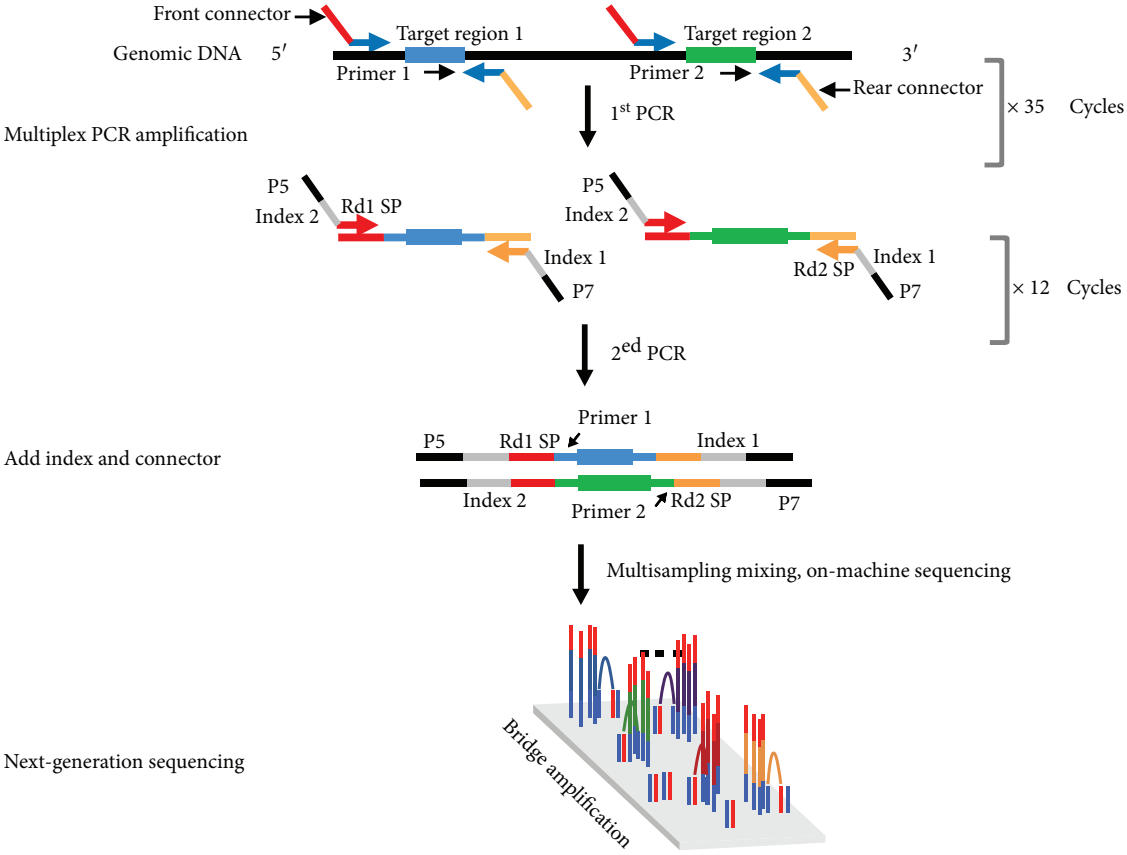 Front connector
Target region 1
Target region 2
Genomic DNA
5′
3′
Primer 1
Primer 2
Rear connector
1st PCR
× 35 Cycles
Multiplex PCR amplification
P5
Index 2
Rd1 SP
Index 1
P7
P5
Index 2
Rd2 SP
Index 1
P7
× 12 Cycles
2ed PCR
Primer 1
P5
Rd1 SP
Index 1
Add index and connector
Index 2
Primer 2
Rd2 SP
P7
Multisampling mixing, on-machine sequencing
Next-generation sequencing
Bridge amplification